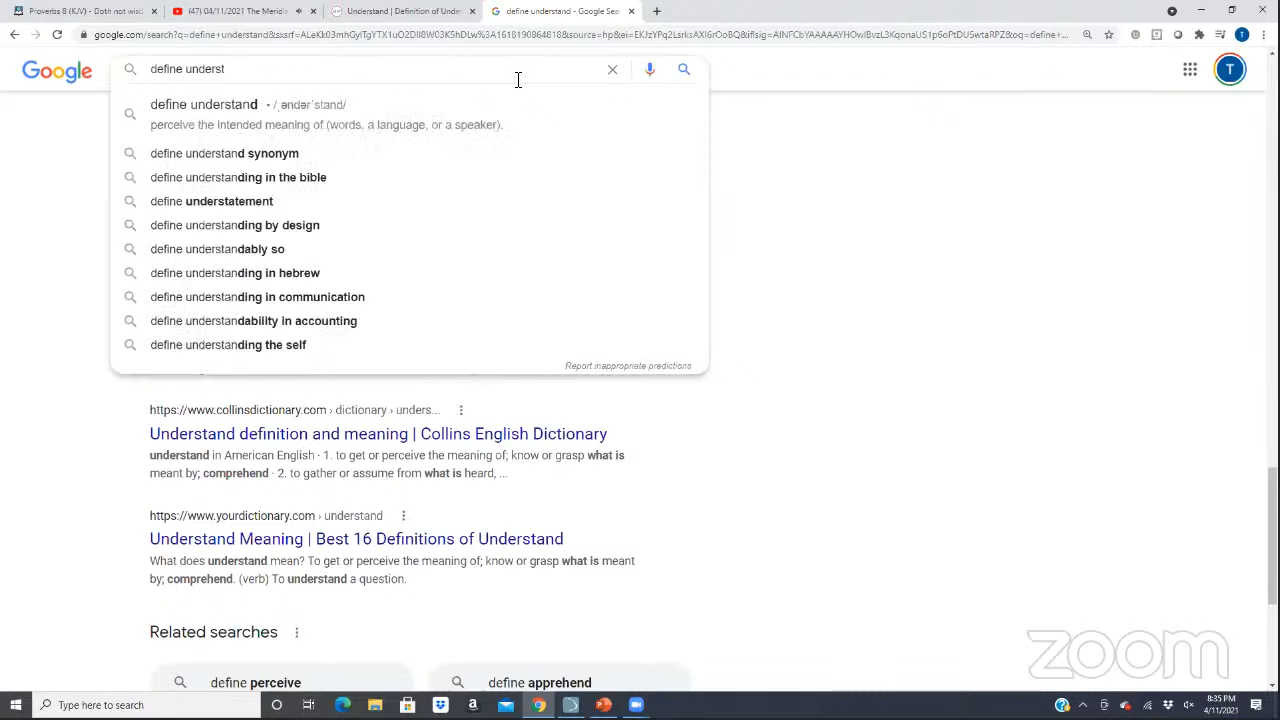 Proverbs 8 (KJV) - Doth not wisd
(47) 04/11/2021 The Meridi
Understand | Definition of Unders
define understand - Google Sea
google.com/search?q=define+understand&
Google
define underst
T
define understand • /ˌəndərˈstand/
perceive the intended meaning of (words, a language, or a speaker).
define understand synonym
define understanding in the bible
define understatement
define understanding by design
define understandably so
define understanding in hebrew
define understanding in communication
define understandability in accounting
define understanding the self
Report inappropriate predictions
https://www.collinsdictionary.com › dictionary › unders...
Understand definition and meaning | Collins English Dictionary
understand in American English · 1. to get or perceive the meaning of; know or grasp what is
meant by; comprehend · 2. to gather or assume from what is heard, ...
https://www.yourdictionary.com › understand
Understand Meaning | Best 16 Definitions of Understand
What does understand mean? To get or perceive the meaning of; know or grasp what is meant
by; comprehend. (verb) To understand a question.
Related searches
zoom
define perceive
define apprehend
Type here to search
8:35 PM
4/11/2021